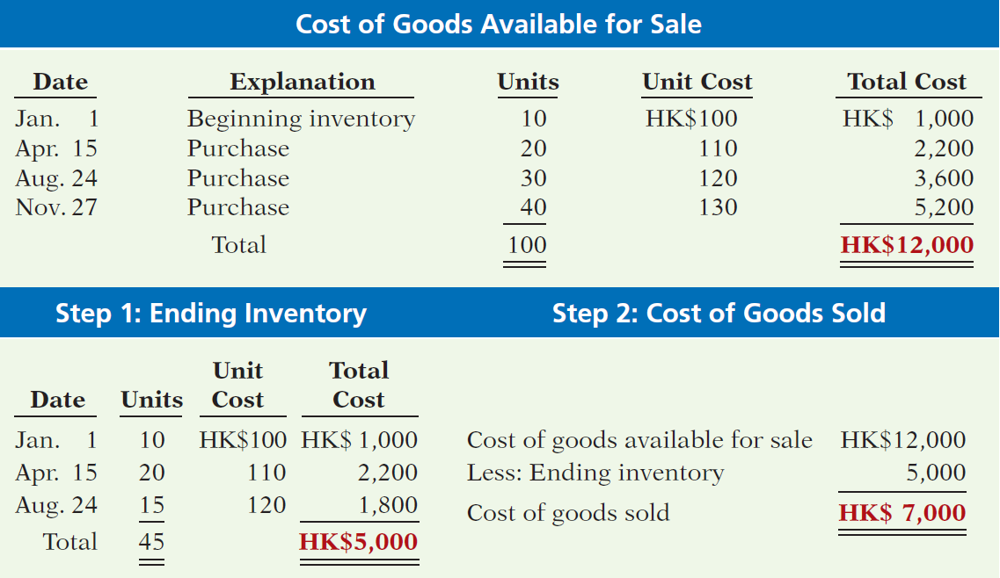 Cost of Goods Available for Sale
Date Explanation Units Unit Cost Total Cost
Jan. 1 Beginning inventory 10 HK$100 HK$ 1,000
Apr. 15 Purchase 20 110 2,200
Aug. 24 Purchase 30 120 3,600
Nov. 27 Purchase 40 130 5,200
Total 100 HK$12,000
Step 1: Ending Inventory Step 2: Cost of Goods Sold
Unit Total
Date Units Cost Cost
Jan. 1 10 HK$100 HK$ 1,000 Cost of goods available for sale HK$12,000
Apr. 15 20 110 2,200 Less: Ending inventory 5,000
Aug. 24 15 120 1,800 Cost of goods sold HK$ 7,000
Total 45 HK$5,000